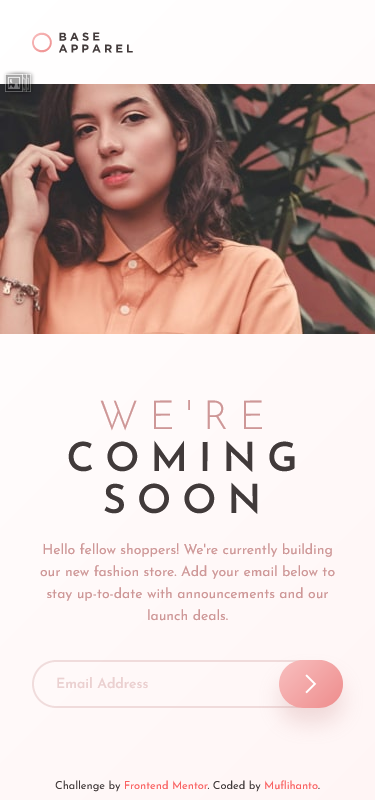 BASE
APPAREL
WE'RE
COMING
SOON
Hello fellow shoppers! We're currently building
our new fashion store. Add your email below to
stay up-to-date with announcements and our
launch deals.
Email Address
Challenge by Frontend Mentor. Coded by Muflihanto.